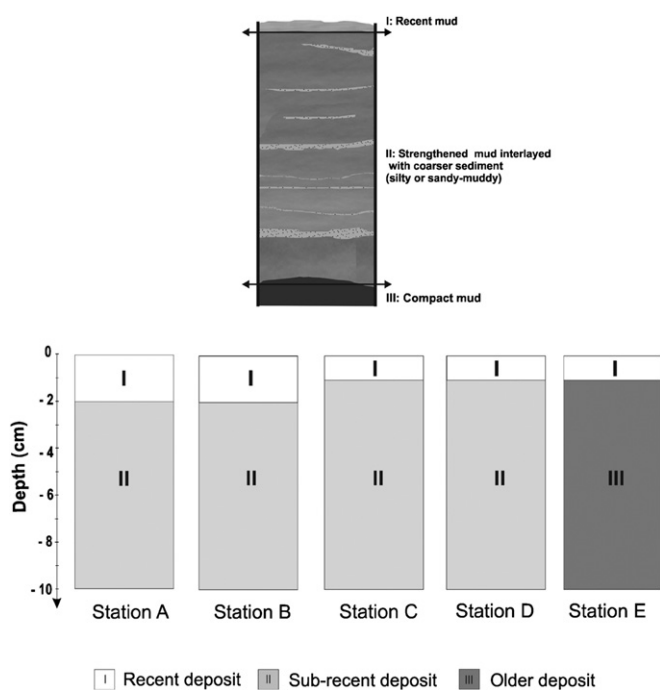 I: Recent mud
II: Strengthened mud interlayed
with coarser sediment
(silty or sandy-muddy)
III: Compact mud
Depth (cm)
0
- 2
- 4
- 6
- 8
- 10
I
II
Station A
I
II
Station B
I
II
Station C
I
II
Station D
I
III
Station E
I Recent deposit
II Sub-recent deposit
III Older deposit